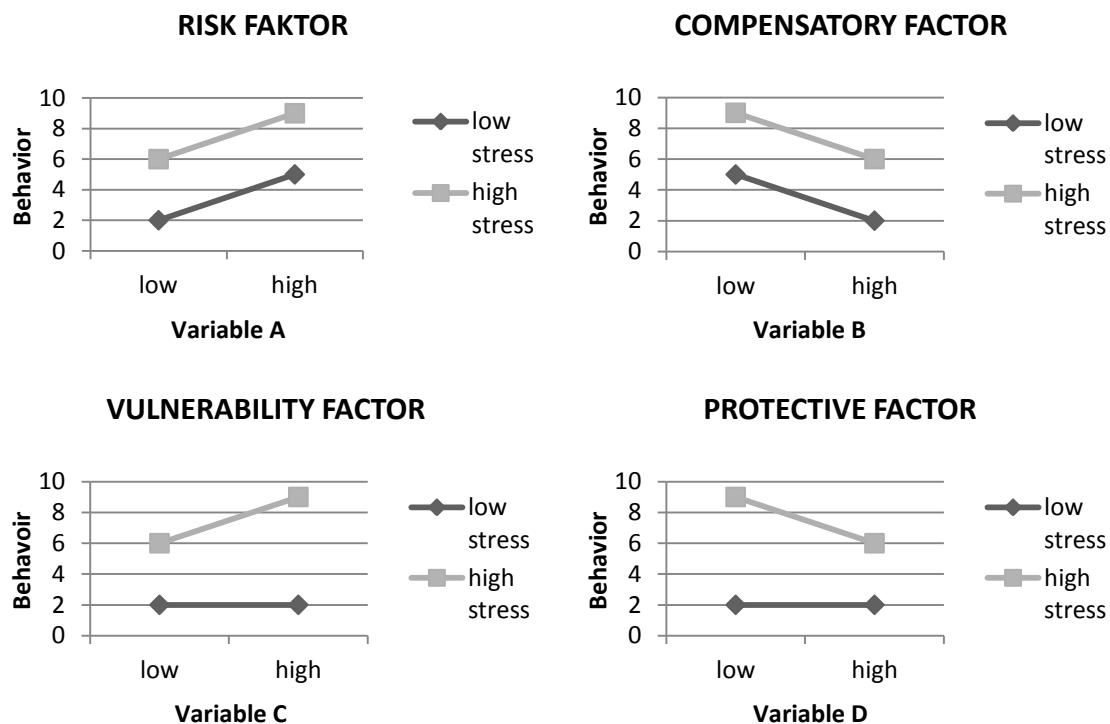 RISK FAKTOR
10
8
6
4
2
0
Behavior
low
high
Variable A
low
stress
high
stress
COMPENSATORY FACTOR
10
8
6
4
2
0
Behavior
low
high
Variable B
low
stress
high
stress
VULNERABILITY FACTOR
10
8
6
4
2
0
Behavoir
low
high
Variable C
low
stress
high
stress
PROTECTIVE FACTOR
10
8
6
4
2
0
Behavior
low
high
Variable D
low
stress
high
stress